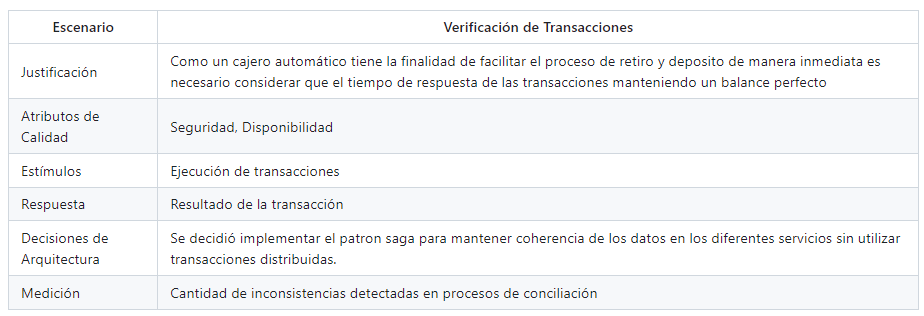 Escenario
Verificación de Transacciones
Justificación
Como un cajero automático tiene la finalidad de facilitar el proceso de retiro y deposito de manera inmediata es
necesario considerar que el tiempo de respuesta de las transacciones manteniendo un balance perfecto
Atributos de
Calidad
Seguridad, Disponibilidad
Estímulos
Ejecución de transacciones
Respuesta
Resultado de la transacción
Decisiones de
Arquitectura
Se decidió implementar el patron saga para mantener coherencia de los datos en los diferentes servicios sin utilizar
transacciones distribuidas.
Medición
Cantidad de inconsistencias detectadas en procesos de conciliación